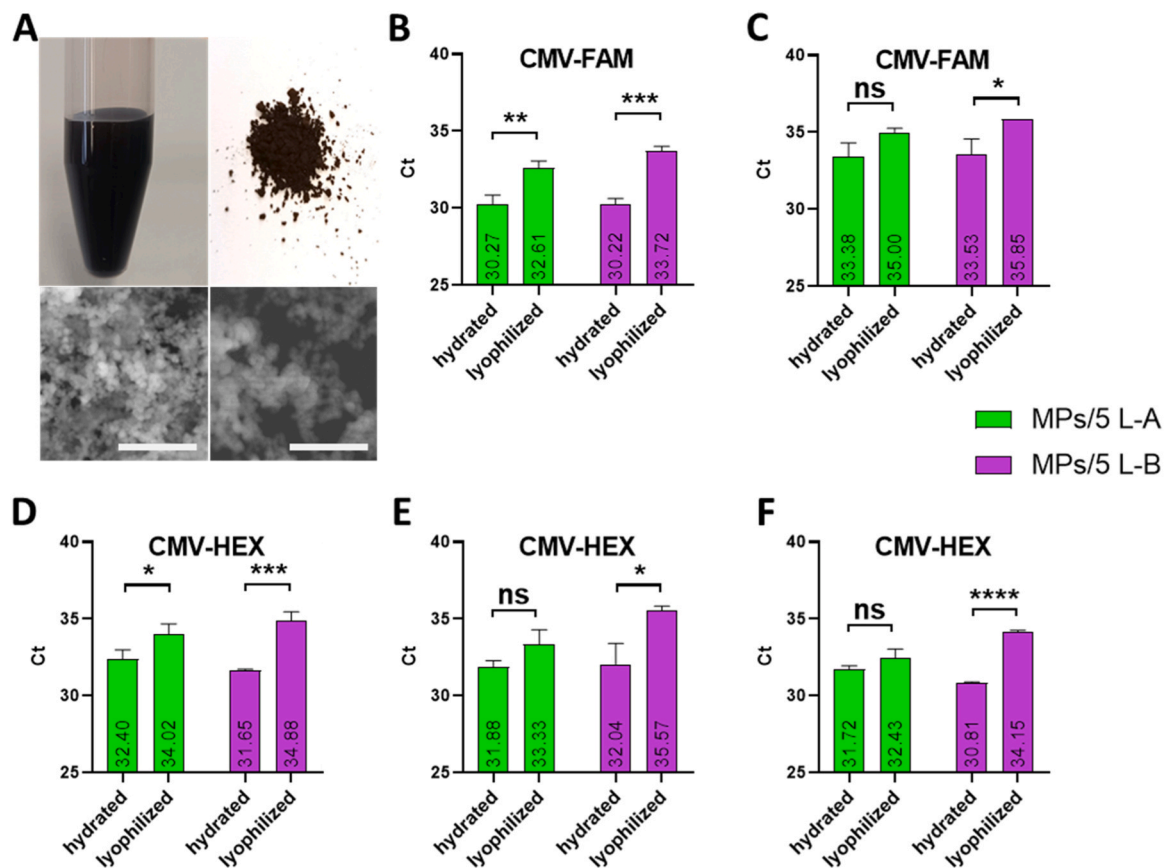 A
B
CMV-FAM
40
35
30
25
Ct
**
***
30.27
32.61
30.22
33.72
hydrated
lyophilized
hydrated
lyophilized
C
CMV-FAM
40
35
30
25
Ct
ns
*
33.38
35.00
33.53
35.85
hydrated
lyophilized
hydrated
lyophilized
MPs/5 L-A
MPs/5 L-B
D
CMV-HEX
40
35
30
25
Ct
*
***
32.40
34.02
31.65
34.88
hydrated
lyophilized
hydrated
lyophilized
E
CMV-HEX
40
35
30
25
Ct
ns
*
31.88
33.33
32.04
35.57
hydrated
lyophilized
hydrated
lyophilized
F
CMV-HEX
40
35
30
25
Ct
ns
****
31.72
32.43
30.81
34.15
hydrated
lyophilized
hydrated
lyophilized